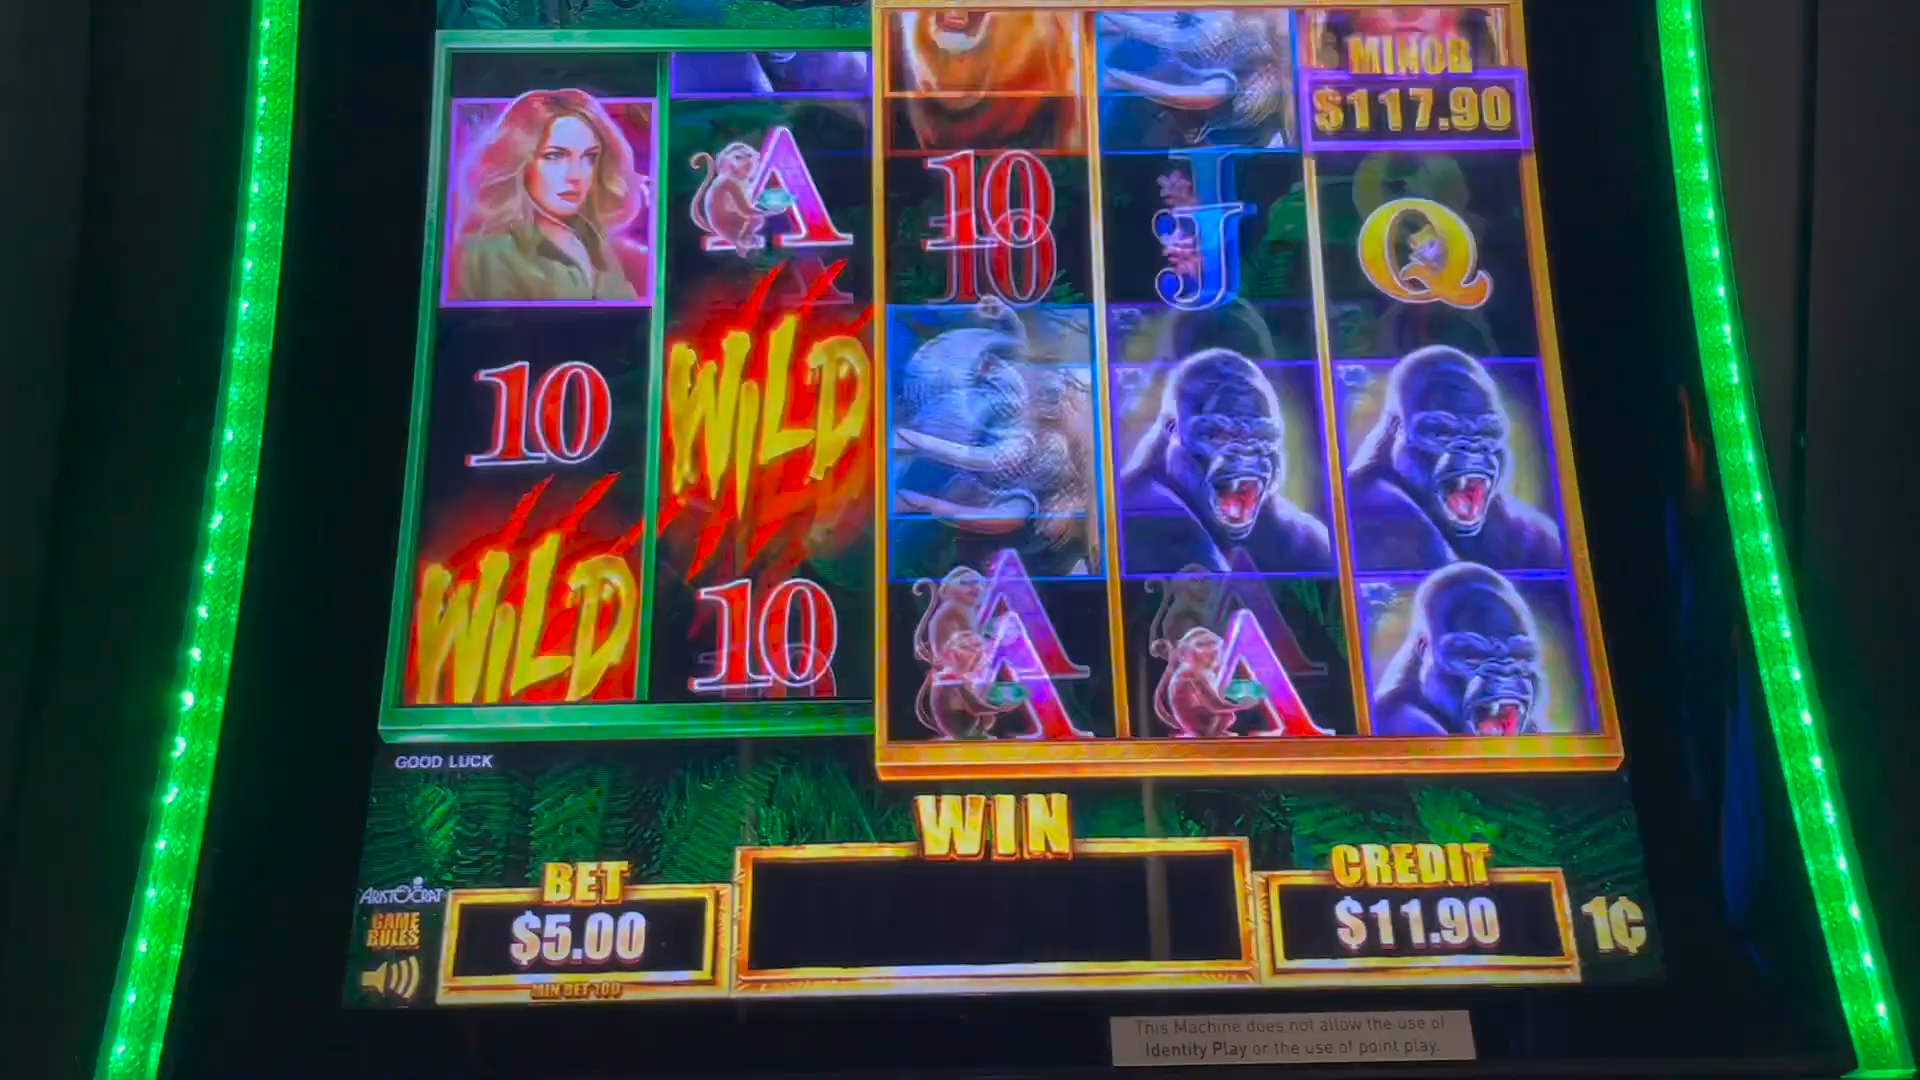 MINOR
$117.90
A
10
10
J
J
Q
10
WILD
WILD
10
A
A
A
GOOD LUCK
WIN
BET
CREDIT
ARISTOCRAT
GAME
RULES
$5.00
$11.90
1¢
MIN BET 100
This Machine does not allow the use of
Identity Play or the use of point play.